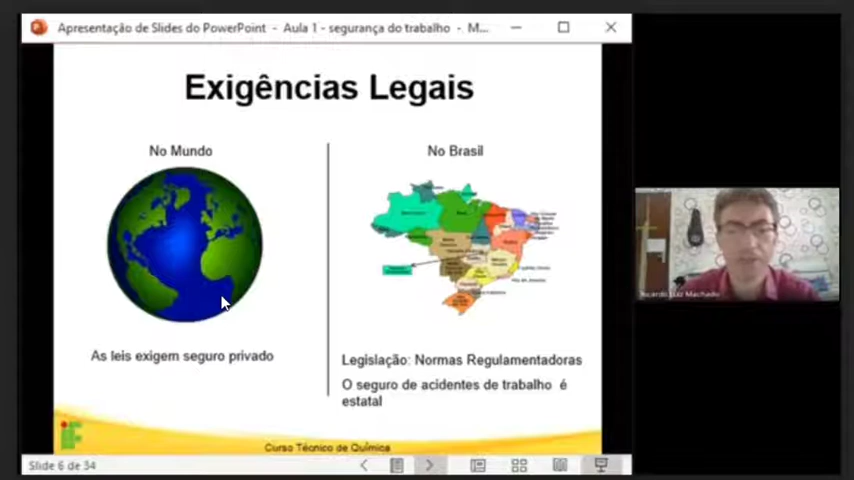 Apresentação de Slides do PowerPoint - Aula 1 - segurança do trabalho - M...
Exigências Legais
No Mundo
No Brasil
As leis exigem seguro privado
Legislação: Normas Regulamentadoras
O seguro de acidentes de trabalho é
estatal
Curso Técnico de Química
Slide 6 de 34
Ricardo Luiz Machado